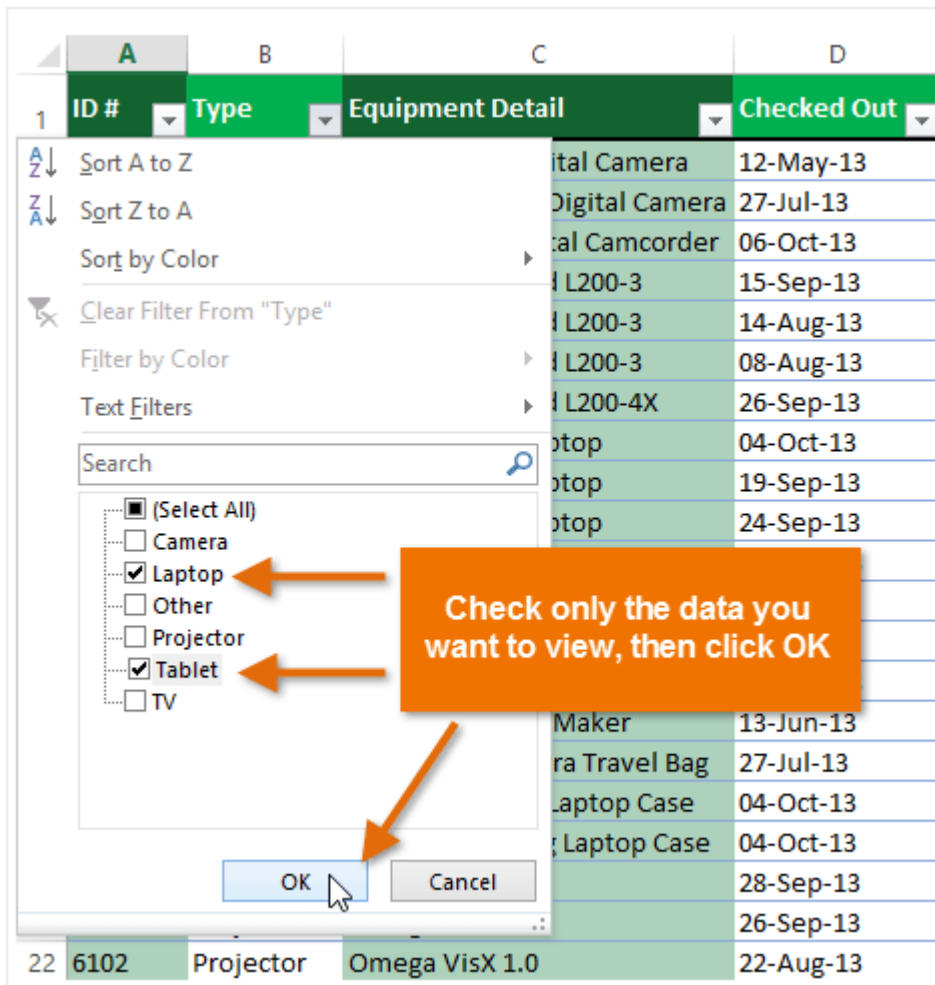 A B C D
1 ID # Type Equipment Detail Checked Out
Sort A to Z
Sort Z to A
Sort by Color
Clear Filter From "Type"
Filter by Color
Text Filters
Search
(Select All)
Camera
Laptop
Other
Projector
Tablet
TV
OK Cancel
Check only the data you
want to view, then click OK
ital Camera 12-May-13
Digital Camera 27-Jul-13
tal Camcorder 06-Oct-13
d L200-3 15-Sep-13
d L200-3 14-Aug-13
d L200-3 08-Aug-13
d L200-4X 26-Sep-13
ptop 04-Oct-13
ptop 19-Sep-13
ptop 24-Sep-13
Maker 13-Jun-13
ra Travel Bag 27-Jul-13
Laptop Case 04-Oct-13
g Laptop Case 04-Oct-13
28-Sep-13
26-Sep-13
22 6102 Projector Omega VisX 1.0 22-Aug-13